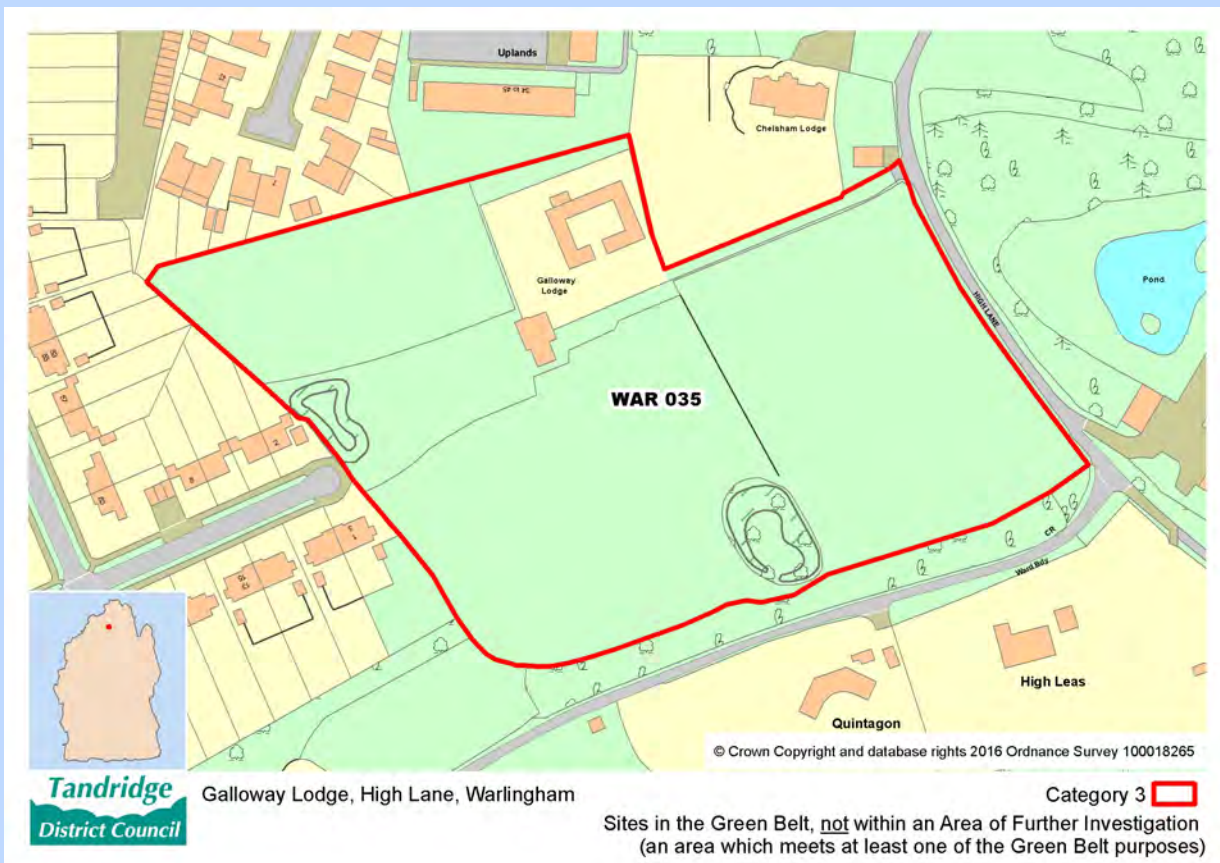 Uplands
34 to 45
Chelsham Lodge
Galloway
Lodge
HIGH LANE
Pond
WAR 035
CR
Ward Bdy
High Leas
Quintagon
© Crown Copyright and database rights 2016 Ordnance Survey 100018265
Tandridge
District Council
Galloway Lodge, High Lane, Warlingham
Category 3
Sites in the Green Belt, not within an Area of Further Investigation
(an area which meets at least one of the Green Belt purposes)